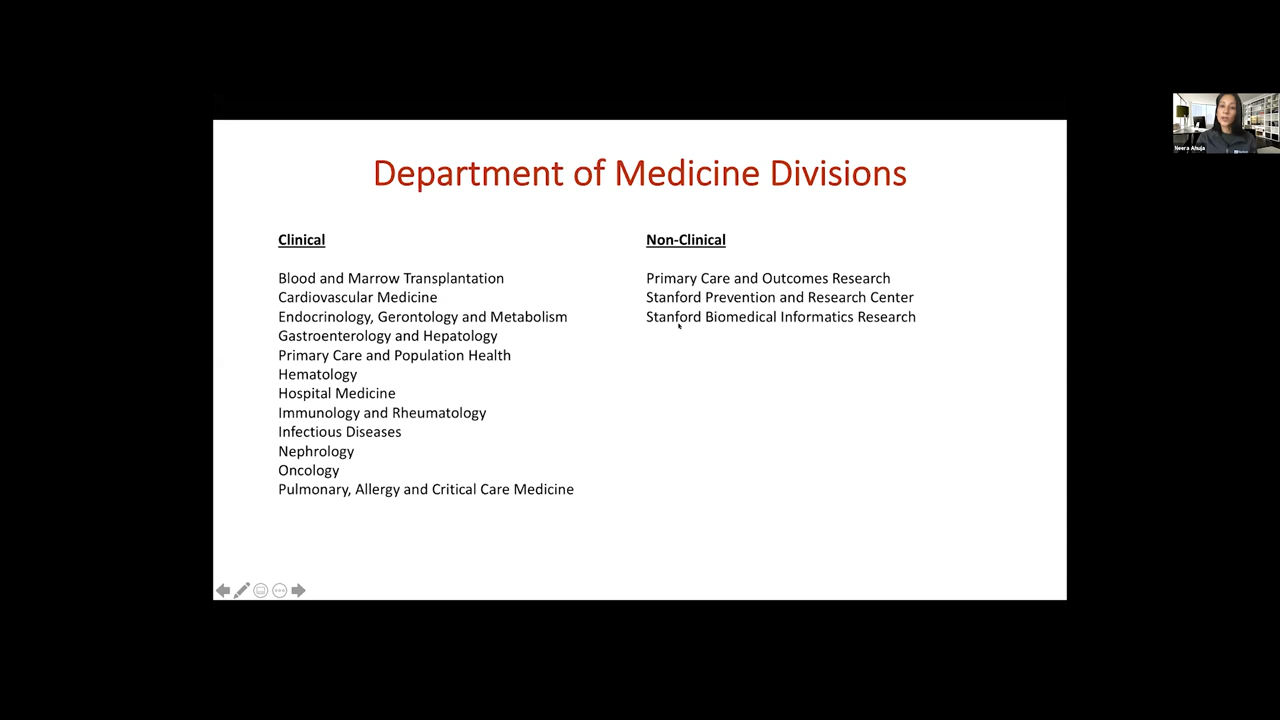 Department of Medicine Divisions
Clinical
Blood and Marrow Transplantation
Cardiovascular Medicine
Endocrinology, Gerontology and Metabolism
Gastroenterology and Hepatology
Primary Care and Population Health
Hematology
Hospital Medicine
Immunology and Rheumatology
Infectious Diseases
Nephrology
Oncology
Pulmonary, Allergy and Critical Care Medicine
Non-Clinical
Primary Care and Outcomes Research
Stanford Prevention and Research Center
Stanford Biomedical Informatics Research
Neera Ahuja